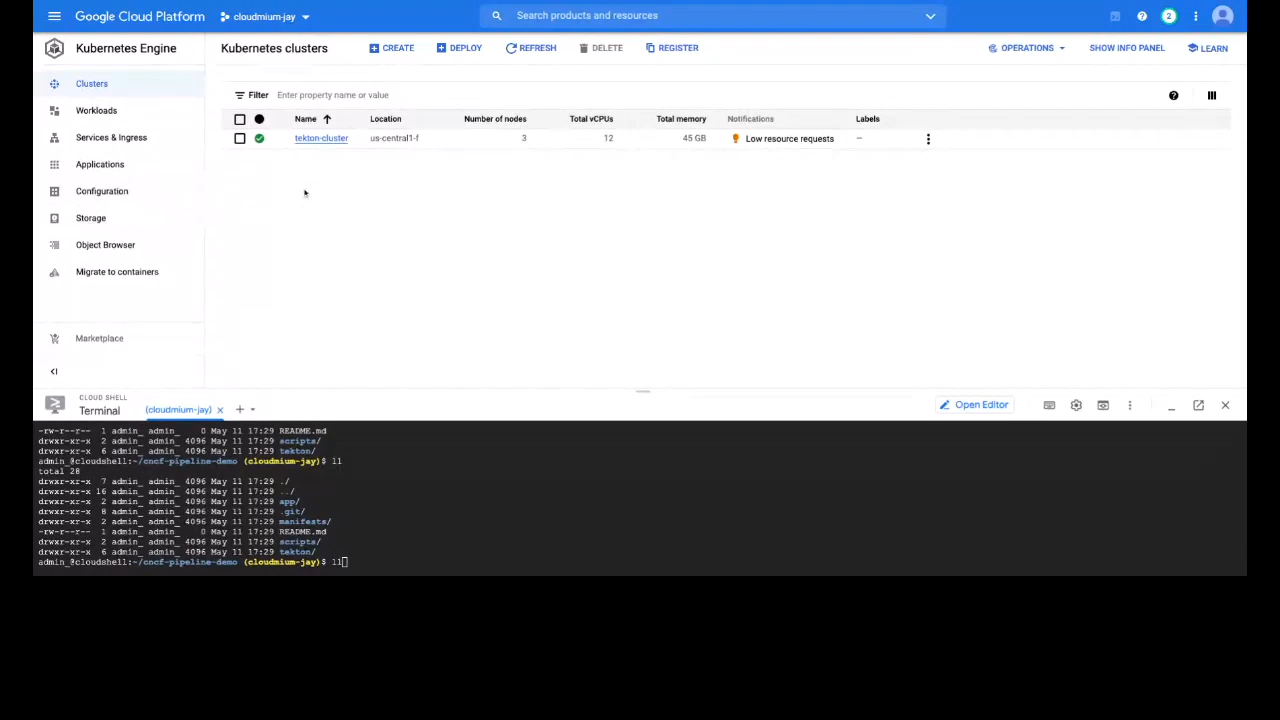 Google Cloud Platform cloudmium-jay Search products and resources 2
Kubernetes Engine Kubernetes clusters CREATE DEPLOY REFRESH DELETE REGISTER OPERATIONS SHOW INFO PANEL LEARN
Clusters
Workloads
Services & Ingress
Applications
Configuration
Storage
Object Browser
Migrate to containers
Marketplace
Filter Enter property name or value
Name Location Number of nodes Total vCPUs Total memory Notifications Labels
tekton-cluster us-central1-f 3 12 45 GB Low resource requests –
CLOUD SHELL
Terminal (cloudmium-jay) Open Editor
-rw-r--r-- 1 admin_ admin_ 0 May 11 17:29 README.md
drwxr-xr-x 2 admin_ admin_ 4096 May 11 17:29 scripts/
drwxr-xr-x 6 admin_ admin_ 4096 May 11 17:29 tekton/
admin_@cloudshell:~/cncf-pipeline-demo (cloudmium-jay)$ ll
total 28
drwxr-xr-x 7 admin_ admin_ 4096 May 11 17:29 ./
drwxr-xr-x 16 admin_ admin_ 4096 May 11 17:29 ../
drwxr-xr-x 2 admin_ admin_ 4096 May 11 17:29 app/
drwxr-xr-x 8 admin_ admin_ 4096 May 11 17:29 .git/
drwxr-xr-x 2 admin_ admin_ 4096 May 11 17:29 manifests/
-rw-r--r-- 1 admin_ admin_ 0 May 11 17:29 README.md
drwxr-xr-x 2 admin_ admin_ 4096 May 11 17:29 scripts/
drwxr-xr-x 6 admin_ admin_ 4096 May 11 17:29 tekton/
admin_@cloudshell:~/cncf-pipeline-demo (cloudmium-jay)$ ll